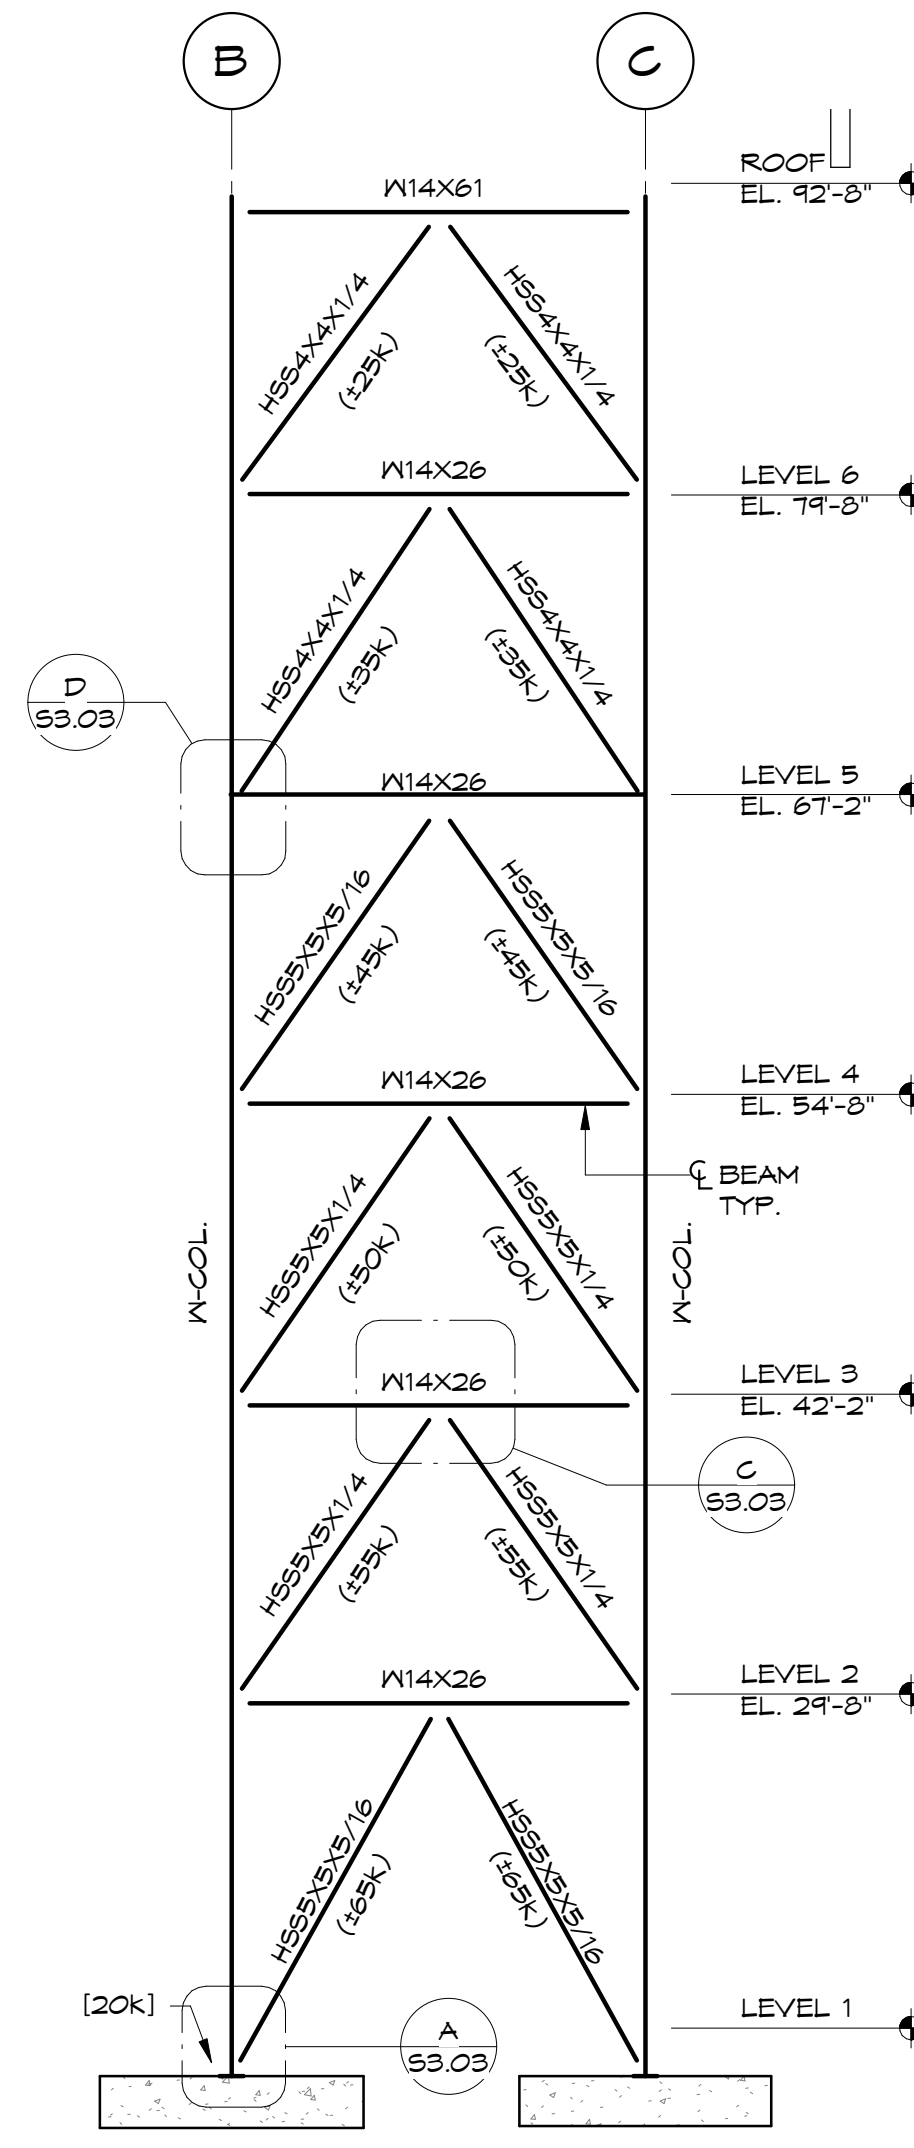 B
C
ROOF
EL. 92'-8"
W14X61
HSS4X4X1/4
(±25K)
(±25K)
HSS4X4X1/4
W14X26
LEVEL 6
EL. 79'-8"
HSS4X4X1/4
(±35K)
(±35K)
HSS4X4X1/4
D
S3.03
W14X26
LEVEL 5
EL. 67'-2"
HSS5X5X5/16
(±45K)
(±45K)
HSS5X5X5/16
W14X26
LEVEL 4
EL. 54'-8"
℄ BEAM
TYP.
W-COL.
HSS5X5X1/4
(±50K)
(±50K)
HSS5X5X1/4
W-COL.
W14X26
LEVEL 3
EL. 42'-2"
C
S3.03
HSS5X5X1/4
(±55K)
(±55K)
HSS5X5X1/4
W14X26
LEVEL 2
EL. 29'-8"
HSS5X5X5/16
(±65K)
(±65K)
HSS5X5X5/16
[20K]
A
S3.03
LEVEL 1